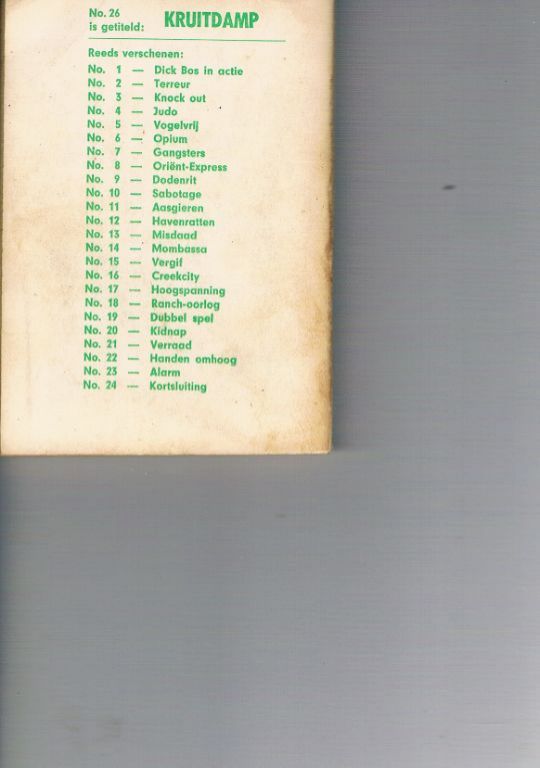 No. 26
is getiteld: KRUITDAMP
Reeds verschenen:
No. 1 — Dick Bos in actie
No. 2 — Terreur
No. 3 — Knock out
No. 4 — Judo
No. 5 — Vogelvrij
No. 6 — Opium
No. 7 — Gangsters
No. 8 — Oriënt-Express
No. 9 — Dodenrit
No. 10 — Sabotage
No. 11 — Aasgieren
No. 12 — Havenratten
No. 13 — Misdaad
No. 14 — Mombassa
No. 15 — Vergif
No. 16 — Creekcity
No. 17 — Hoogspanning
No. 18 — Ranch-oorlog
No. 19 — Dubbel spel
No. 20 — Kidnap
No. 21 — Verraad
No. 22 — Handen omhoog
No. 23 — Alarm
No. 24 — Kortsluiting